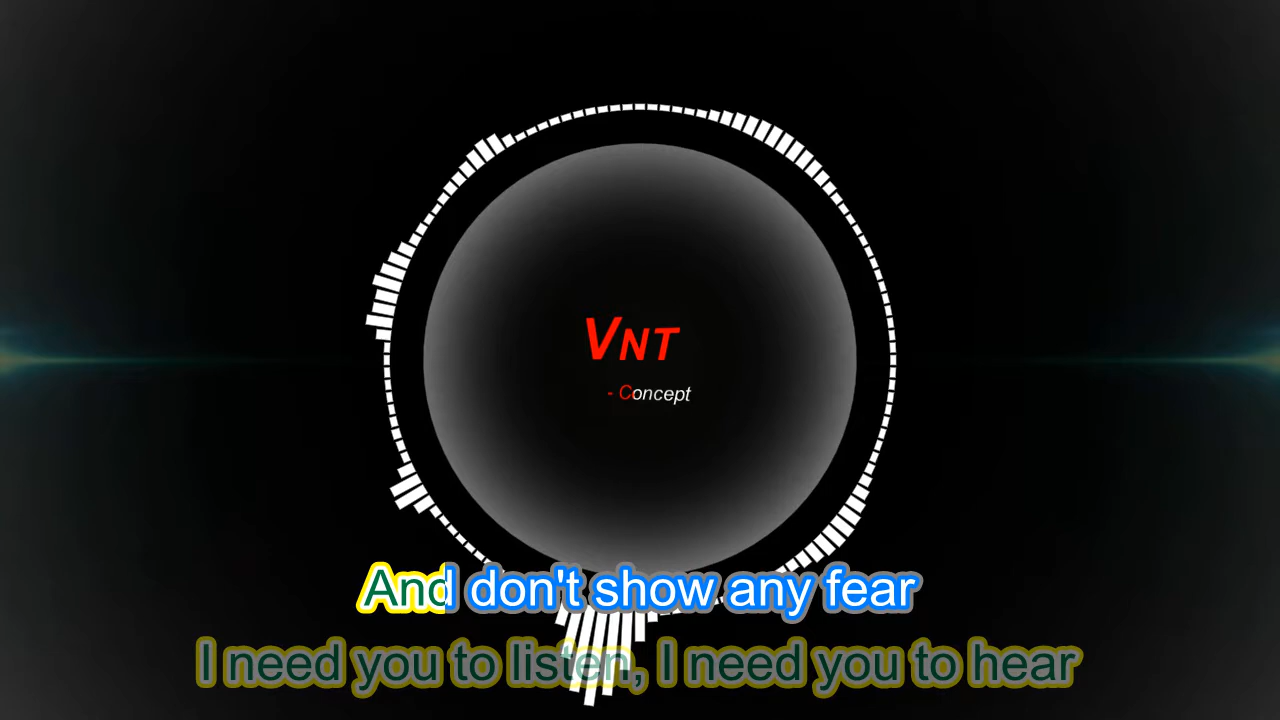 VNT
- Concept
And don't show any fear
I need you to listen, I need you to hear